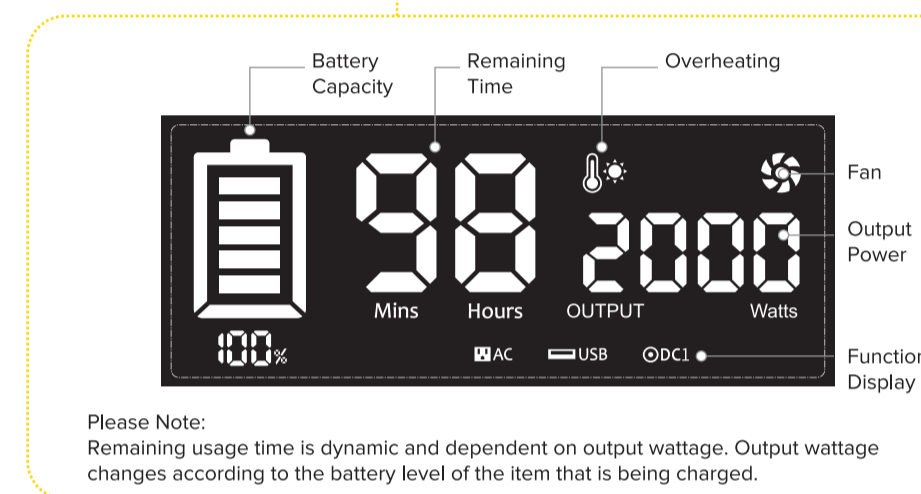 Battery
Capacity
Remaining
Time
Overheating
98
Mins Hours
Fan
2000
OUTPUT Watts
Output
Power
100%
AC USB DC1
Function
Display
Please Note:
Remaining usage time is dynamic and dependent on output wattage. Output wattage
changes according to the battery level of the item that is being charged.